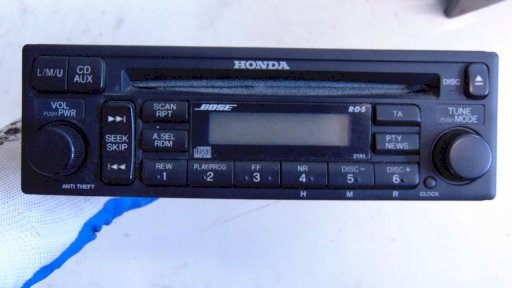 HONDA
L/M/U
CD
AUX
DISC
VOL
PUSH PWR
SCAN
RPT
BOSE
R·D·S
TA
TUNE
PUSH MODE
SEEK
SKIP
A.SEL
RDM
PTY
NEWS
2YR1
REW
1
PLAY/PROG
2
FF
3
NR
4
DISC−
5
DISC+
6
ANTI THEFT
H
M
R
CLOCK